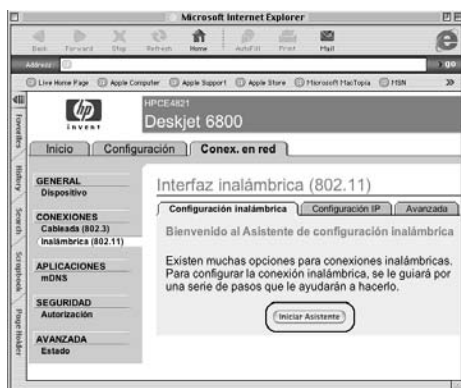 Microsoft Internet Explorer
Back Forward Stop Refresh Home AutoFill Print Mail
Address go
Live Home Page Apple Computer Apple Support Apple Store Microsoft MacTopia MSN
Favorites
History
Search
Scrapbook
Page Holder
hp
invent
HPCE4821
Deskjet 6800
Inicio Configuración Conex. en red
GENERAL
Dispositivo
CONEXIONES
Cableada (802.3)
Inalámbrica (802.11)
APLICACIONES
mDNS
SEGURIDAD
Autorización
AVANZADA
Estado
Interfaz inalámbrica (802.11)
Configuración inalámbrica Configuración IP Avanzada
Bienvenido al Asistente de configuración inalámbrica
Existen muchas opciones para conexiones inalámbricas.
Para configurar la conexión inalámbrica, se le guiará por
una serie de pasos que le ayudarán a hacerlo.
Iniciar Asistente